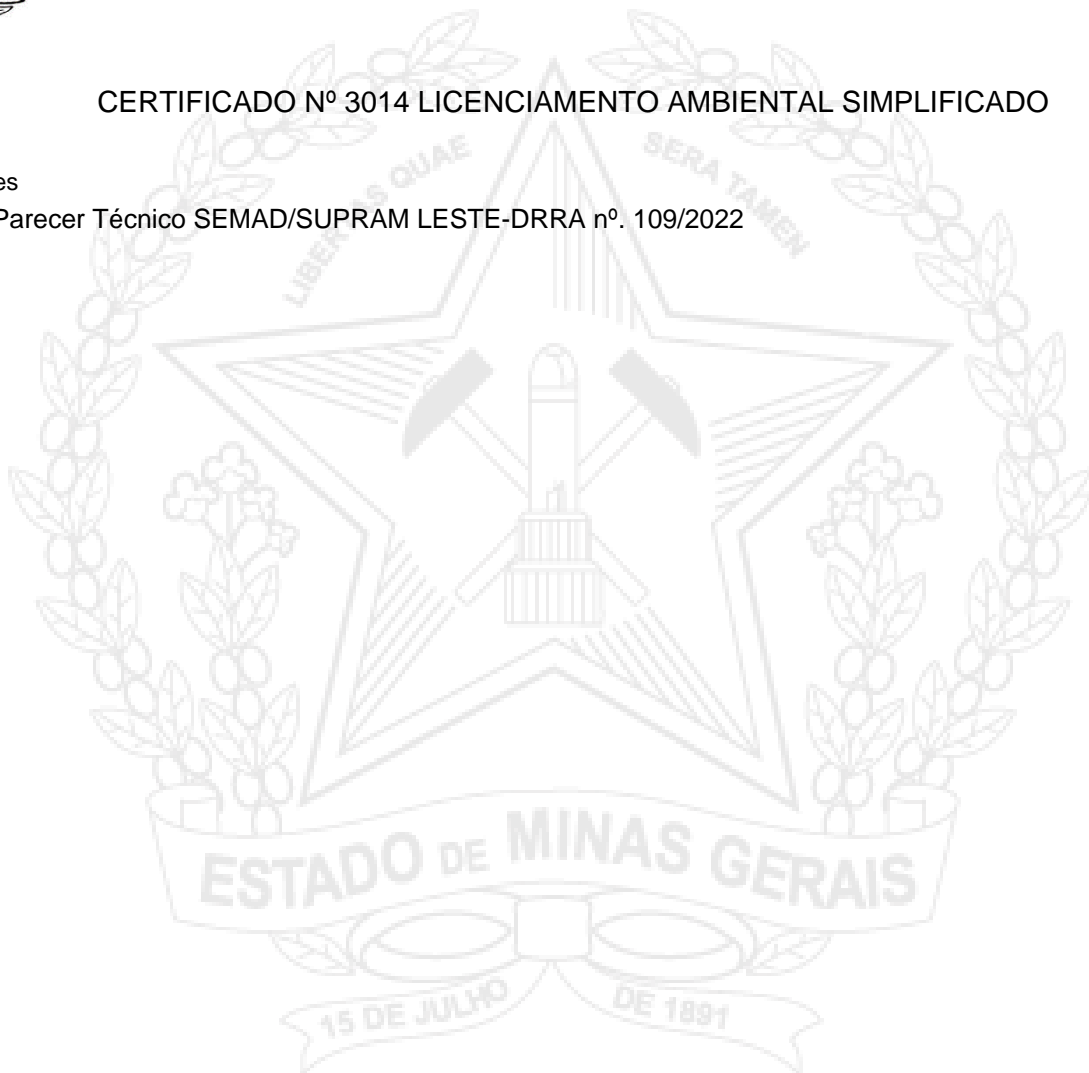 CERTIFICADO Nº 3014 LICENCIAMENTO AMBIENTAL SIMPLIFICADO
es
Parecer Técnico SEMAD/SUPRAM LESTE-DRRA nº. 109/2022
LIBERTAS QUAE SERA TAMEN
ESTADO DE MINAS GERAIS
15 DE JULHO DE 1891